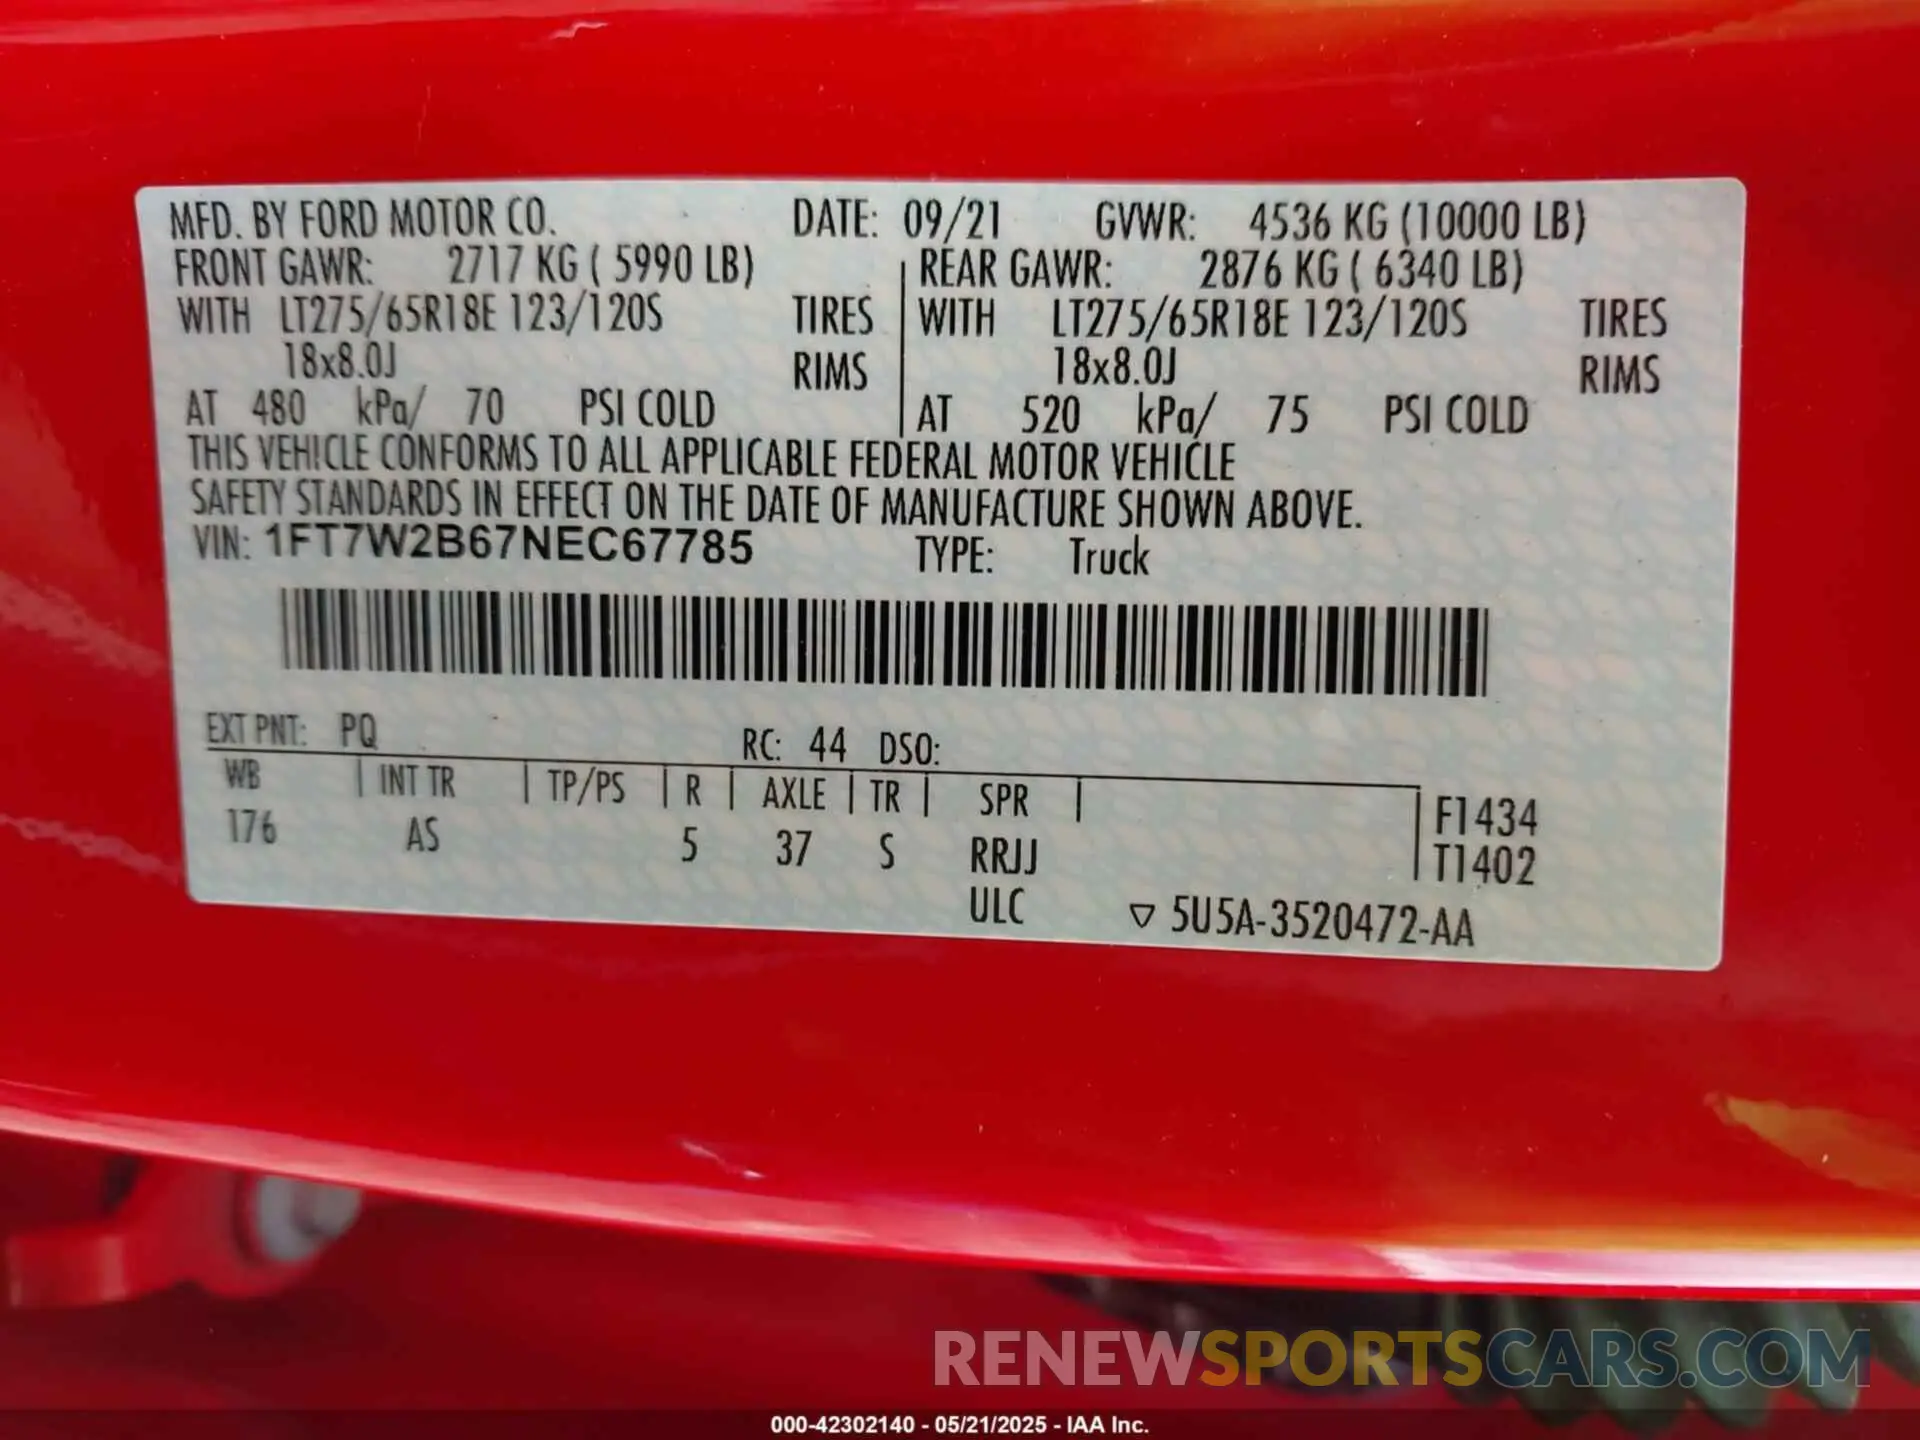 MFD. BY FORD MOTOR CO. DATE: 09/21 GVWR: 4536 KG (10000 LB)
FRONT GAWR: 2717 KG ( 5990 LB) REAR GAWR: 2876 KG ( 6340 LB)
WITH LT275/65R18E 123/120S TIRES WITH LT275/65R18E 123/120S TIRES
18x8.0J RIMS 18x8.0J RIMS
AT 480 kPa/ 70 PSI COLD AT 520 kPa/ 75 PSI COLD
THIS VEHICLE CONFORMS TO ALL APPLICABLE FEDERAL MOTOR VEHICLE
SAFETY STANDARDS IN EFFECT ON THE DATE OF MANUFACTURE SHOWN ABOVE.
VIN: 1FT7W2B67NEC67785 TYPE: Truck
EXT PNT: PQ RC: 44 DSO:
WB INT TR TP/PS R AXLE TR SPR F1434
176 AS 5 37 S RRJJ T1402
ULC 5U5A-3520472-AA
RENEWSPORTSCARS.COM
000-42302140 - 05/21/2025 - IAA Inc.